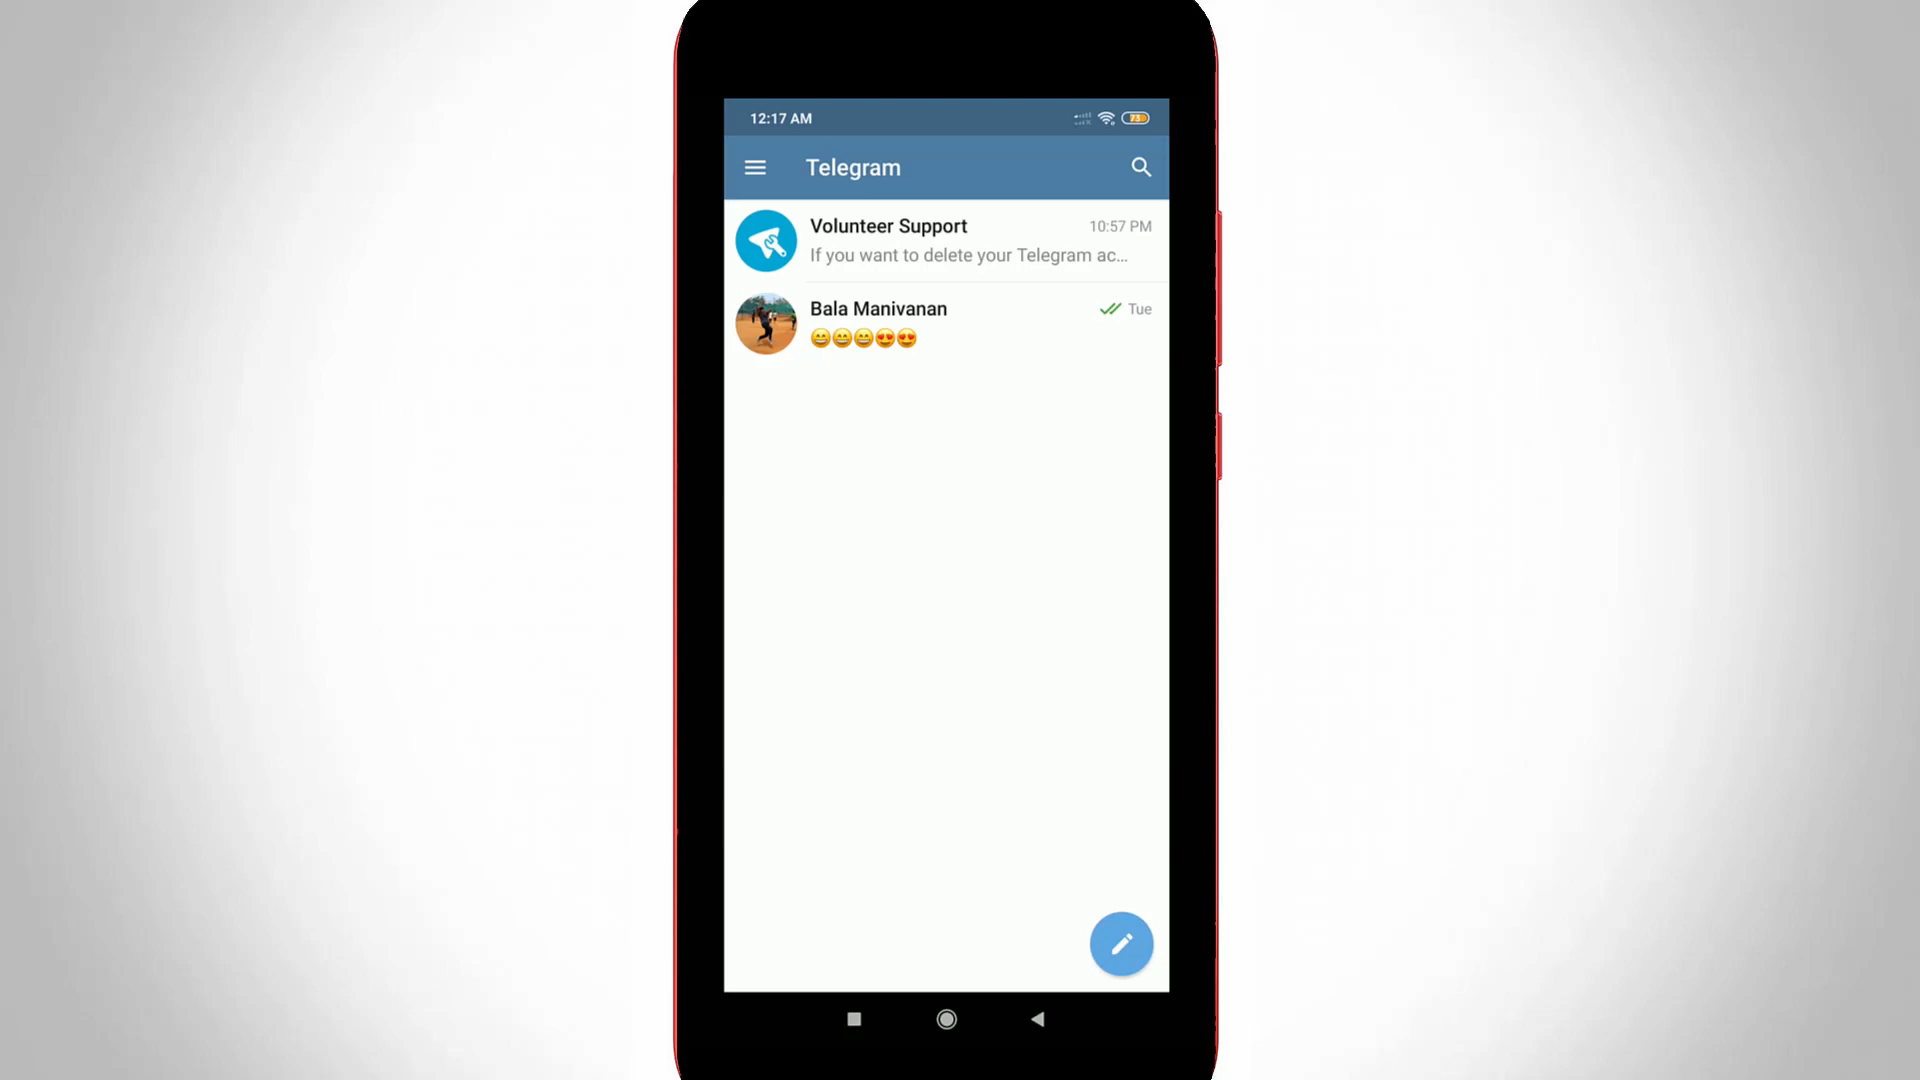 12:17 AM
73
Telegram
Volunteer Support
10:57 PM
If you want to delete your Telegram ac...
Bala Manivanan
Tue
😁😁😁😍😍